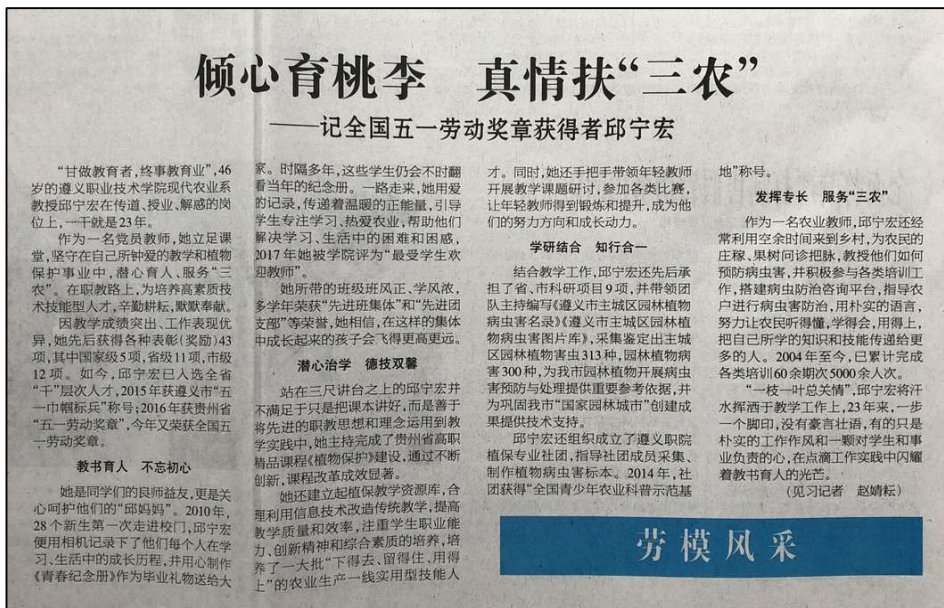 倾心育桃李 真情扶“三农”
——记全国五一劳动奖章获得者邱宁宏
“甘做教育者，终事教育业”，46
岁的遵义职业技术学院现代农业系
教授邱宁宏在传道、授业、解惑的岗
位上，一干就是23年。
作为一名党员教师，她立足课
堂，坚守在自己所钟爱的教学和植物
保护事业中，潜心育人、服务“三
农”。在职教路上，为培养高素质技
术技能型人才，辛勤耕耘，默默奉献。
因教学成绩突出、工作表现优
异，她先后获得各种表彰(奖励)43
项，其中国家级5项，省级11项，市级
12项。如今，邱宁宏已入选全省
“千”层次人才，2015年获遵义市“五
一巾帼标兵”称号；2016年获贵州省
“五一劳动奖章”，今年又荣获全国五
一劳动奖章。
教书育人 不忘初心
她是同学们的良师益友，更是关
心呵护他们的“邱妈妈”。2010年，
28个新生第一次走进校门，邱宁宏
便用相机记录下了他们每个人在学
习、生活中的成长历程，并用心制作
《青春纪念册》作为毕业礼物送给大
家。时隔多年，这些学生仍会不时翻
看当年的纪念册。一路走来，她用爱
的记录，传递着温暖的正能量，引导
学生专注学习、热爱农业，帮助他们
解决学习、生活中的困难和困惑，
2017年她被学院评为“最受学生欢
迎教师”。
她所带的班级班风正、学风浓，
多学年荣获“先进班集体”和“先进团
支部”等荣誉，她相信，在这样的集体
中成长起来的孩子会飞得更高更远。
潜心治学 德技双馨
站在三尺讲台之上的邱宁宏并
不满足于只是把课本讲好，而是善于
将先进的职教思想和理念运用到教
学实践中，她主持完成了贵州省高职
精品课程《植物保护》建设，通过不断
创新，课程改革成效显著。
她还建立起植保教学资源库，合
理利用信息技术改造传统教学，提高
教学质量和效率，注重学生职业能
力、创新精神和综合素质的培养，培
养了一大批“下得去、留得住、用得
上”的农业生产一线实用型技能人
才。同时，她还手把手带领年轻教师
开展教学课题研讨，参加各类比赛，
让年轻教师得到锻炼和提升，成为他
们的努力方向和成长动力。
学研结合 知行合一
结合教学工作，邱宁宏还先后承
担了省、市科研项目9项，并带领团
队主持编写《遵义市主城区园林植物
病虫害名录》《遵义市主城区园林植
物病虫害图片库》，采集鉴定出主城
区园林植物害虫313种，园林植物病
害300种，为我市园林植物开展病虫
害预防与处理提供重要参考依据，并
为巩固我市“国家园林城市”创建成
果提供技术支持。
邱宁宏还组织成立了遵义职院
植保专业社团，指导社团成员采集、
制作植物病虫害标本。2014年，社
团获得“全国青少年农业科普示范基
地”称号。
发挥专长 服务“三农”
作为一名农业教师，邱宁宏还经
常利用空余时间来到乡村，为农民的
庄稼、果树问诊把脉，教授他们如何
预防病虫害，并积极参与各类培训工
作，搭建病虫防治咨询平台，指导农
户进行病虫害防治，用朴实的语言，
努力让农民听得懂，学得会，用得上，
把自己所学的知识和技能传递给更
多的人。2004年至今，已累计完成
各类培训60余期次5000余人次。
“一枝一叶总关情”，邱宁宏将汗
水挥洒于教学工作上，23年来，一步
一个脚印，没有豪言壮语，有的只是
朴实的工作作风和一颗对学生和事
业负责的心，在点滴工作实践中闪耀
着教书育人的光芒。
(见习记者 赵婧耘)
劳模风采